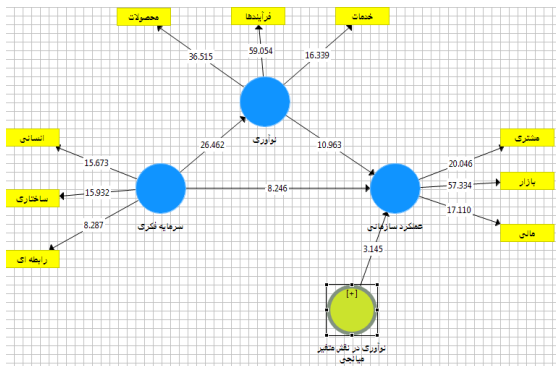 محصولات
فرآیندها
خدمات
36.515
59.054
16.339
نوآوری
26.462
10.963
انسانی
15.673
ساختاری
15.932
رابطه ای
8.287
سرمایه فکری
8.246
مشتری
20.046
بازار
57.334
مالی
17.110
عملکرد سازمانی
3.145
[+]
نوآوری در نقش متغیر
میانجی